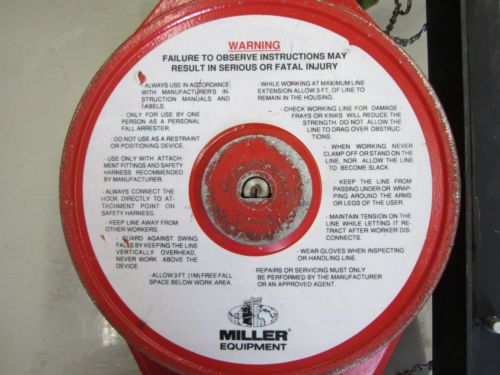 WARNING
FAILURE TO OBSERVE INSTRUCTIONS MAY
RESULT IN SERIOUS OR FATAL INJURY
- ALWAYS USE IN ACCORDANCE
WITH MANUFACTURER'S IN-
STRUCTION MANUALS AND
LABELS.
- ONLY FOR USE BY ONE
PERSON AS A PERSONAL
FALL ARRESTER.
- DO NOT USE AS A RESTRAINT
OR POSITIONING DEVICE.
- USE ONLY WITH ATTACH-
MENT FITTINGS AND SAFETY
HARNESS RECOMMENDED
BY MANUFACTURER.
- ALWAYS CONNECT THE
HOOK DIRECTLY TO AT-
TACHMENT POINT ON
SAFETY HARNESS.
- KEEP LINE AWAY FROM
OTHER WORKERS.
- GUARD AGAINST SWING
FALLS BY KEEPING THE LINE
VERTICALLY OVERHEAD.
NEVER WORK ABOVE THE
DEVICE.
- ALLOW 3 FT. (1M) FREE FALL
SPACE BELOW WORK AREA.
- WHILE WORKING AT MAXIMUM LINE
EXTENSION ALLOW 3 FT. OF LINE TO
REMAIN IN THE HOUSING.
- CHECK WORKING LINE FOR DAMAGE -
FRAYS OR KINKS WILL REDUCE THE
STRENGTH. DO NOT ALLOW THE
LINE TO DRAG OVER OBSTRUC-
TIONS.
- WHEN WORKING NEVER
CLAMP OFF OR STAND ON THE
LINE, NOR ALLOW THE LINE
TO BECOME SLACK.
- KEEP THE LINE FROM
PASSING UNDER OR WRAP-
PING AROUND THE ARMS
OR LEGS OF THE USER.
- MAINTAIN TENSION ON THE
LINE WHILE LETTING IT RE-
TRACT AFTER WORKER DIS-
CONNECTS.
- WEAR GLOVES WHEN INSPECTING
OR HANDLING LINE.
- REPAIRS OR SERVICING MUST ONLY
BE PERFORMED BY THE MANUFACTURER
OR AN APPROVED AGENT.
MILLER®
EQUIPMENT